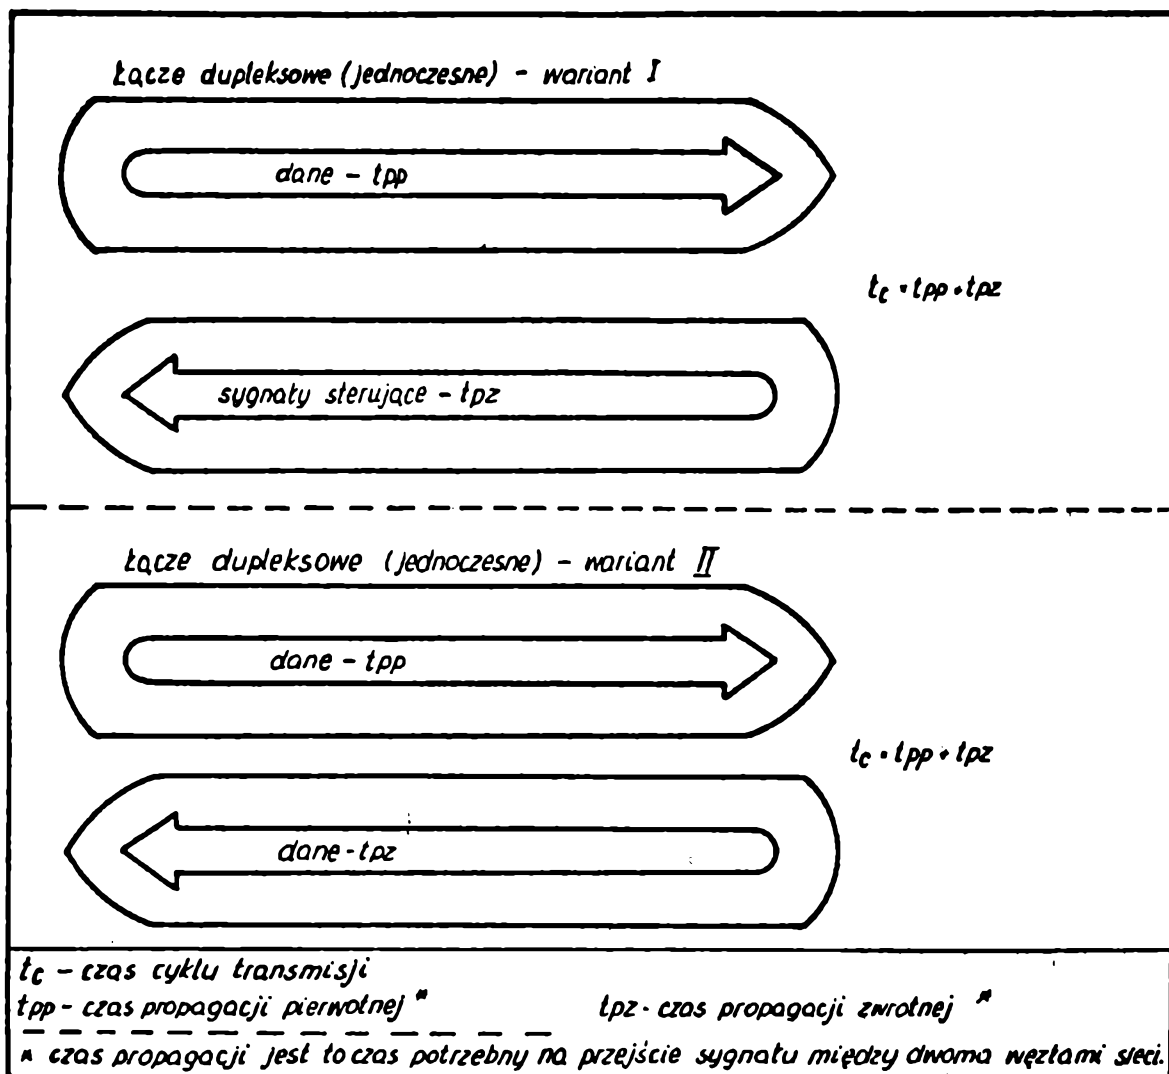 Łącze dupleksowe (jednoczesne) - wariant I
dane - tpp
tc = tpp + tpz
sygnały sterujące - tpz
Łącze dupleksowe (jednoczesne) - wariant II
dane - tpp
tc = tpp + tpz
dane - tpz
tc - czas cyklu transmisji
tpp - czas propagacji pierwotnej * tpz - czas propagacji zwrotnej *
* czas propagacji jest to czas potrzebny na przejście sygnału między dwoma węzłami sieci.